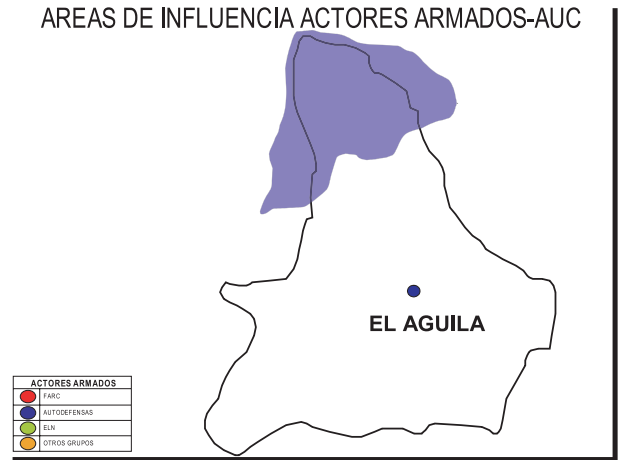 AREAS DE INFLUENCIA ACTORES ARMADOS-AUC
EL AGUILA
ACTORES ARMADOS
FARC
AUTODEFENSAS
ELN
OTROS GRUPOS